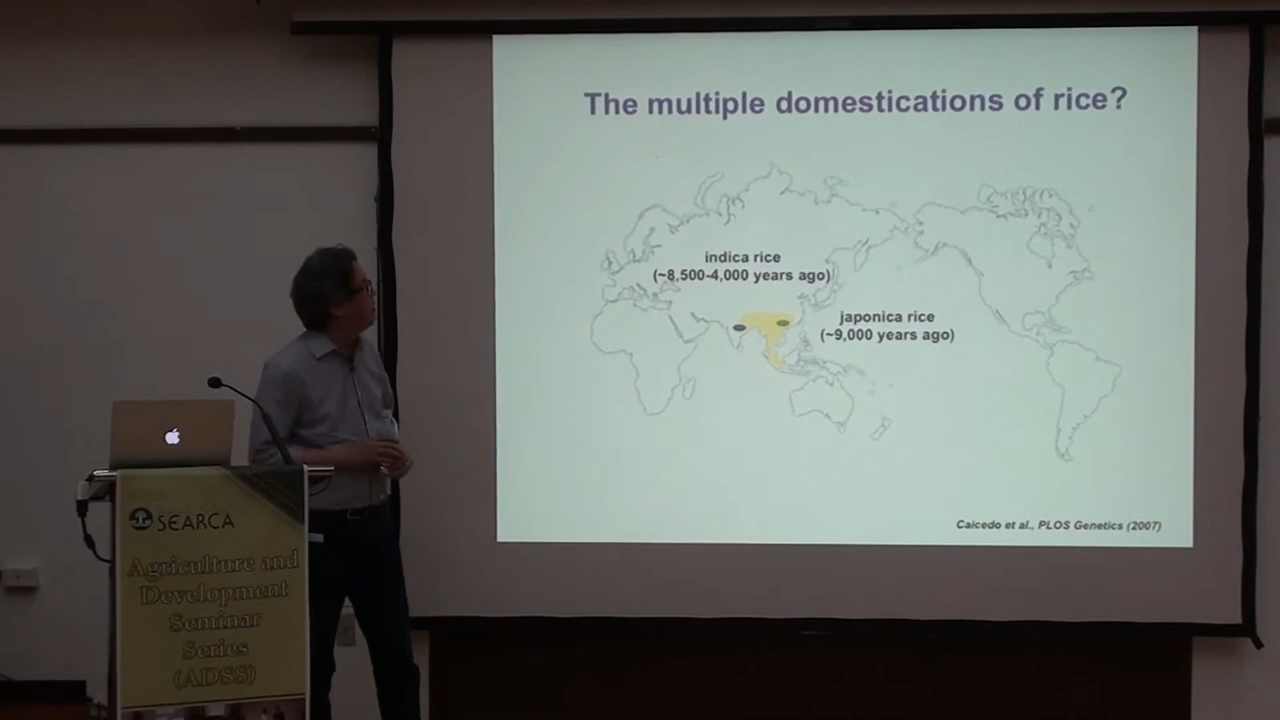 The multiple domestications of rice?
indica rice
(~8,500-4,000 years ago)
japonica rice
(~9,000 years ago)
Caicedo et al., PLOS Genetics (2007)
SEARCA
Agriculture and
Development
Seminar
Series
(ADSS)